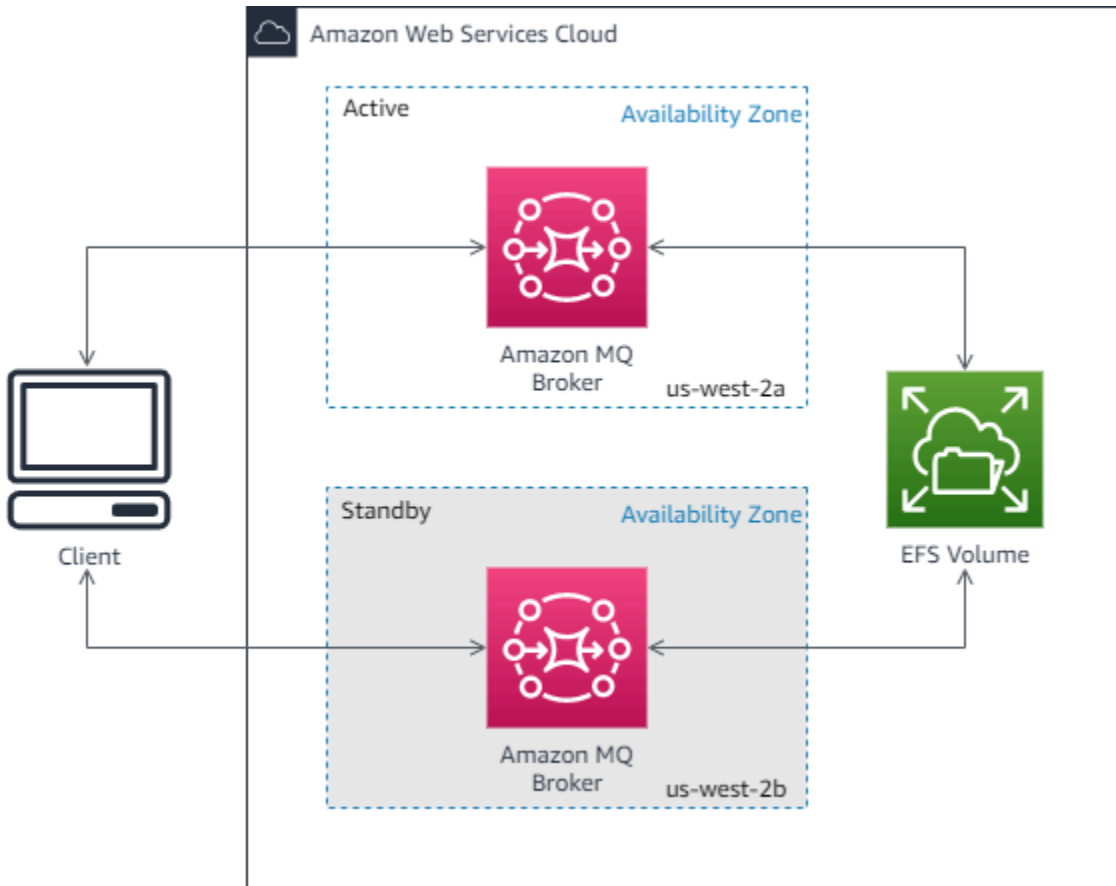 Amazon Web Services Cloud
Active
Availability Zone
Amazon MQ
Broker
us-west-2a
Client
Standby
Availability Zone
EFS Volume
Amazon MQ
Broker
us-west-2b